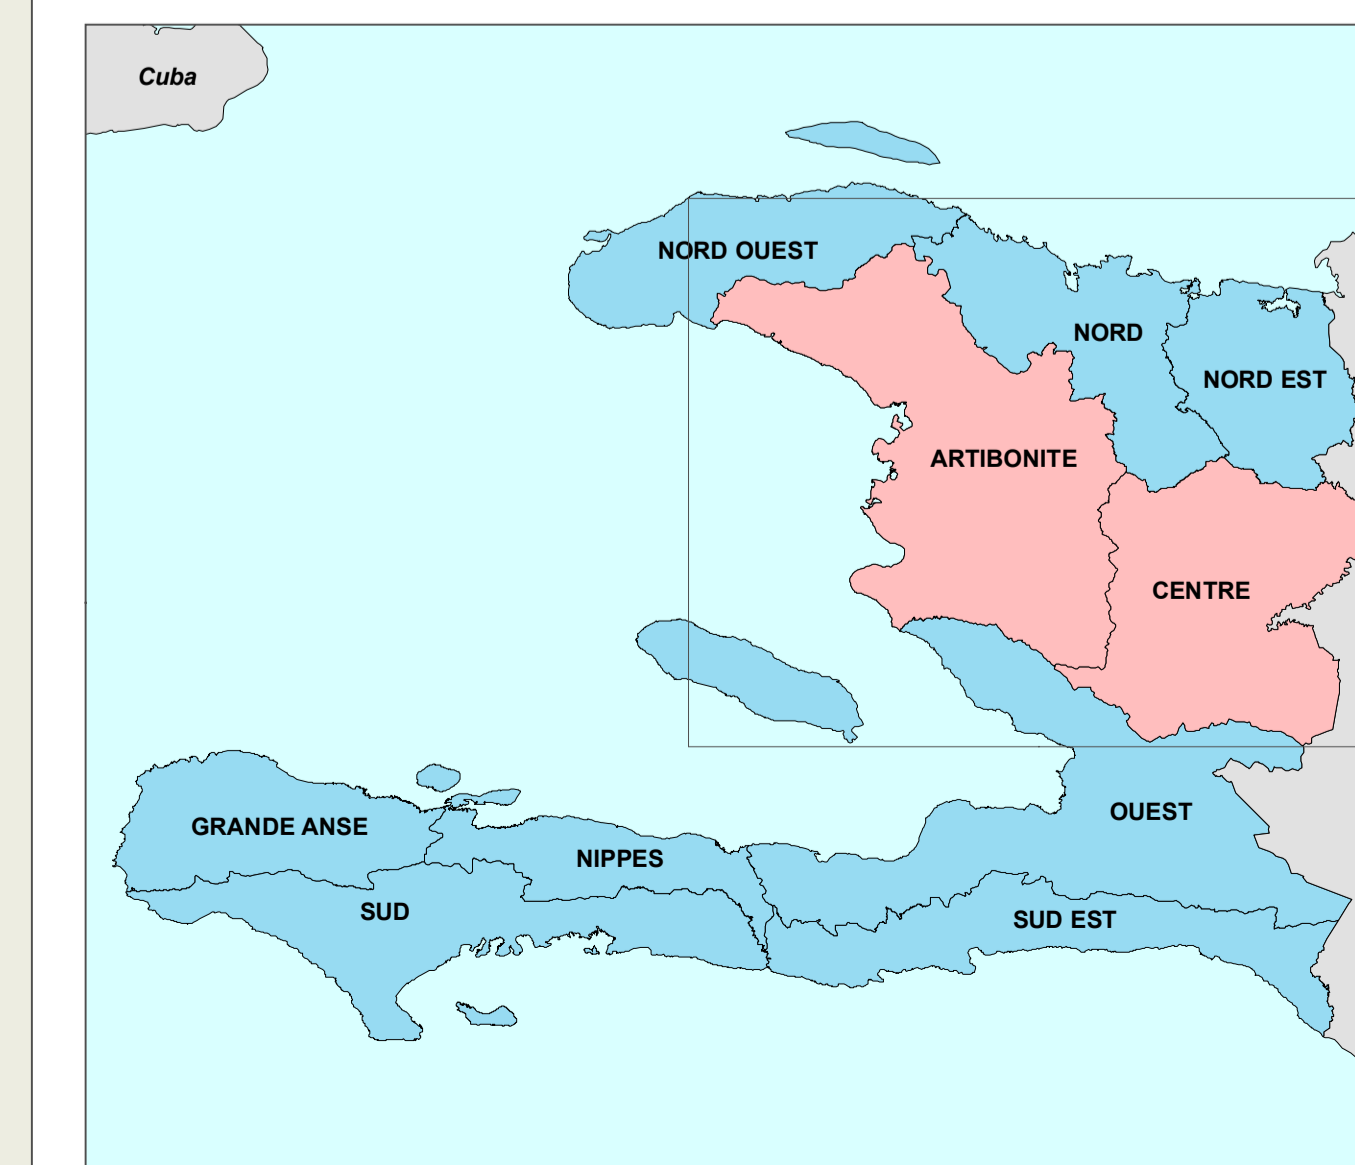 Cuba
NORD OUEST
NORD
NORD EST
ARTIBONITE
CENTRE
OUEST
GRANDE ANSE
NIPPES
SUD
SUD EST